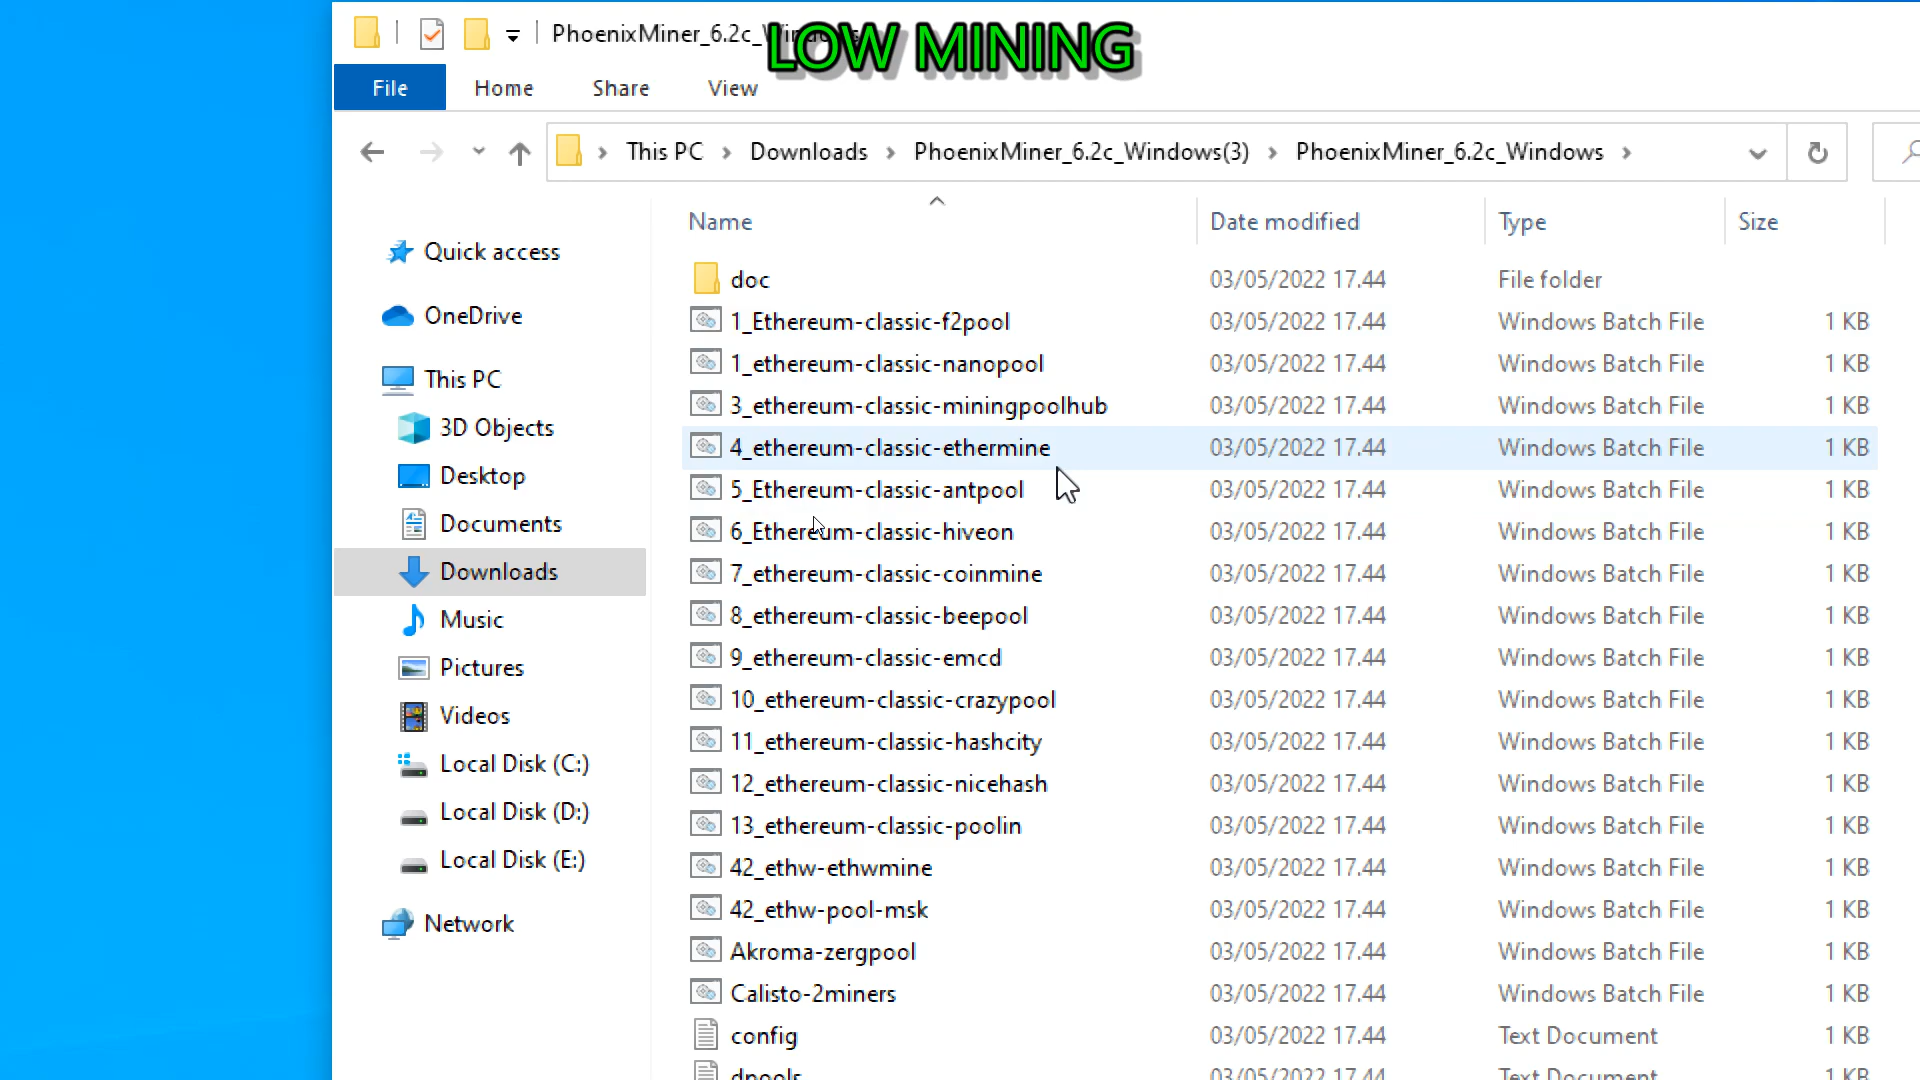 PhoenixMiner_6.2c_Windows
LOW MINING
File Home Share View
This PC Downloads PhoenixMiner_6.2c_Windows(3) PhoenixMiner_6.2c_Windows
Name Date modified Type Size
Quick access
OneDrive
This PC
3D Objects
Desktop
Documents
Downloads
Music
Pictures
Videos
Local Disk (C:)
Local Disk (D:)
Local Disk (E:)
Network
doc 03/05/2022 17.44 File folder
1_Ethereum-classic-f2pool 03/05/2022 17.44 Windows Batch File 1 KB
1_ethereum-classic-nanopool 03/05/2022 17.44 Windows Batch File 1 KB
3_ethereum-classic-miningpoolhub 03/05/2022 17.44 Windows Batch File 1 KB
4_ethereum-classic-ethermine 03/05/2022 17.44 Windows Batch File 1 KB
5_Ethereum-classic-antpool 03/05/2022 17.44 Windows Batch File 1 KB
6_Ethereum-classic-hiveon 03/05/2022 17.44 Windows Batch File 1 KB
7_ethereum-classic-coinmine 03/05/2022 17.44 Windows Batch File 1 KB
8_ethereum-classic-beepool 03/05/2022 17.44 Windows Batch File 1 KB
9_ethereum-classic-emcd 03/05/2022 17.44 Windows Batch File 1 KB
10_ethereum-classic-crazypool 03/05/2022 17.44 Windows Batch File 1 KB
11_ethereum-classic-hashcity 03/05/2022 17.44 Windows Batch File 1 KB
12_ethereum-classic-nicehash 03/05/2022 17.44 Windows Batch File 1 KB
13_ethereum-classic-poolin 03/05/2022 17.44 Windows Batch File 1 KB
42_ethw-ethwmine 03/05/2022 17.44 Windows Batch File 1 KB
42_ethw-pool-msk 03/05/2022 17.44 Windows Batch File 1 KB
Akroma-zergpool 03/05/2022 17.44 Windows Batch File 1 KB
Calisto-2miners 03/05/2022 17.44 Windows Batch File 1 KB
config 03/05/2022 17.44 Text Document 1 KB
dpools 03/05/2022 17.44 Text Document 1 KB